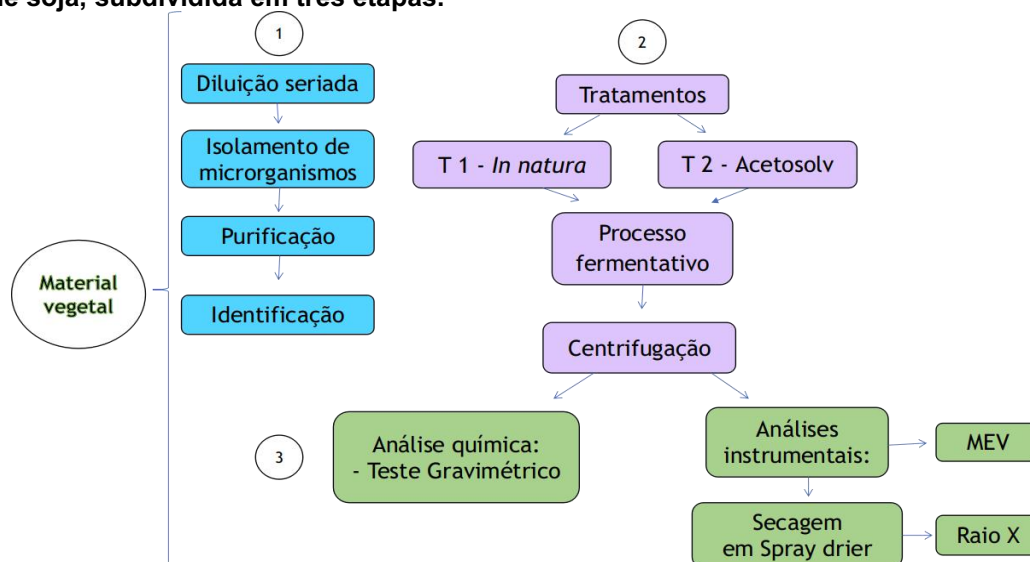 de soja, subdividida em três etapas.
1
2
Diluição seriada
Tratamentos
Isolamento de
microrganismos
T 1 - In natura
T 2 - Acetosolv
Purificação
Processo
fermentativo
Material
vegetal
Identificação
Centrifugação
3
Análise química:
- Teste Gravimétrico
Análises
instrumentais:
MEV
Secagem
em Spray drier
Raio X